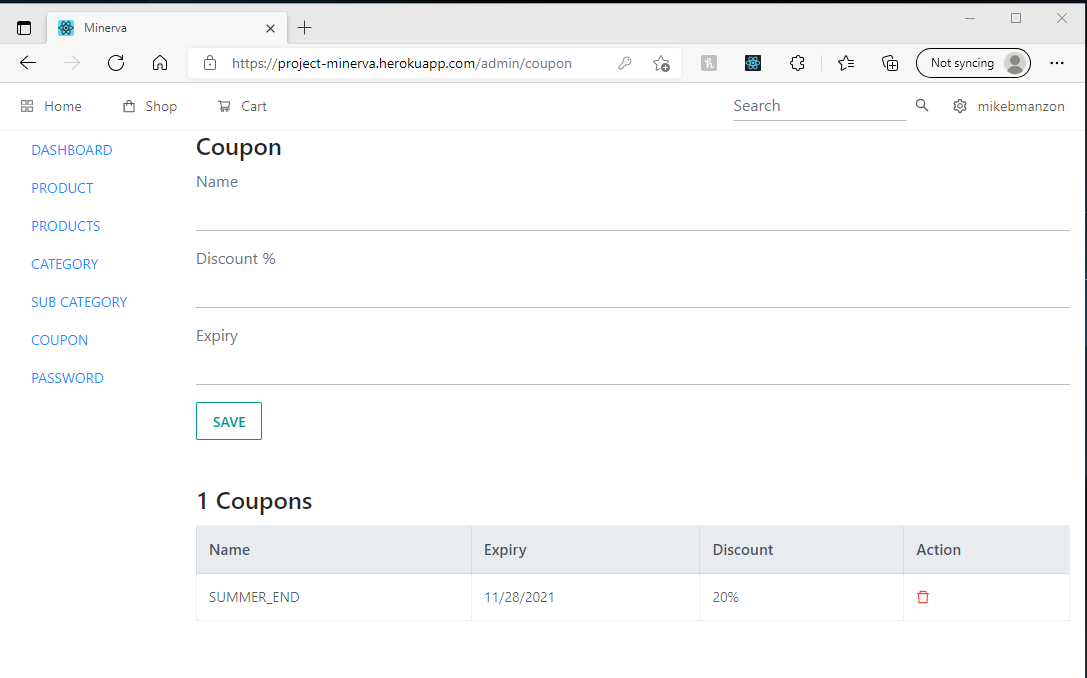 Minerva
https://project-minerva.herokuapp.com/admin/coupon
Not syncing
Home Shop Cart Search mikebmanzon
DASHBOARD
PRODUCT
PRODUCTS
CATEGORY
SUB CATEGORY
COUPON
PASSWORD
Coupon
Name
Discount %
Expiry
SAVE
1 Coupons
Name Expiry Discount Action
SUMMER_END 11/28/2021 20%